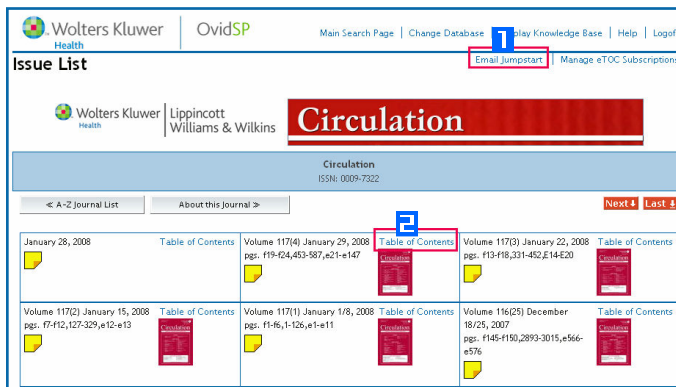 Wolters Kluwer
Health
OvidSP
Main Search Page | Change Database | play Knowledge Base | Help | Logof
1
Issue List
Email Jumpstart | Manage eTOC Subscriptions
Wolters Kluwer
Health
Lippincott
Williams & Wilkins
Circulation
Circulation
ISSN: 0009-7322
≪ A-Z Journal List
About this Journal ≫
Next
Last
2
January 28, 2008
Table of Contents
Volume 117(4) January 29, 2008
pgs. f19-f24,453-587,e21-e147
Table of Contents
Circulation
Volume 117(3) January 22, 2008
pgs. f13-f18,331-452,E14-E20
Table of Contents
Circulation
Volume 117(2) January 15, 2008
pgs. f7-f12,127-329,e12-e13
Table of Contents
Circulation
Volume 117(1) January 1/8, 2008
pgs. f1-f6,1-126,e1-e11
Table of Contents
Circulation
Volume 116(25) December
18/25, 2007
pgs. f145-f150,2893-3015,e566-
e576
Table of Contents
Circulation